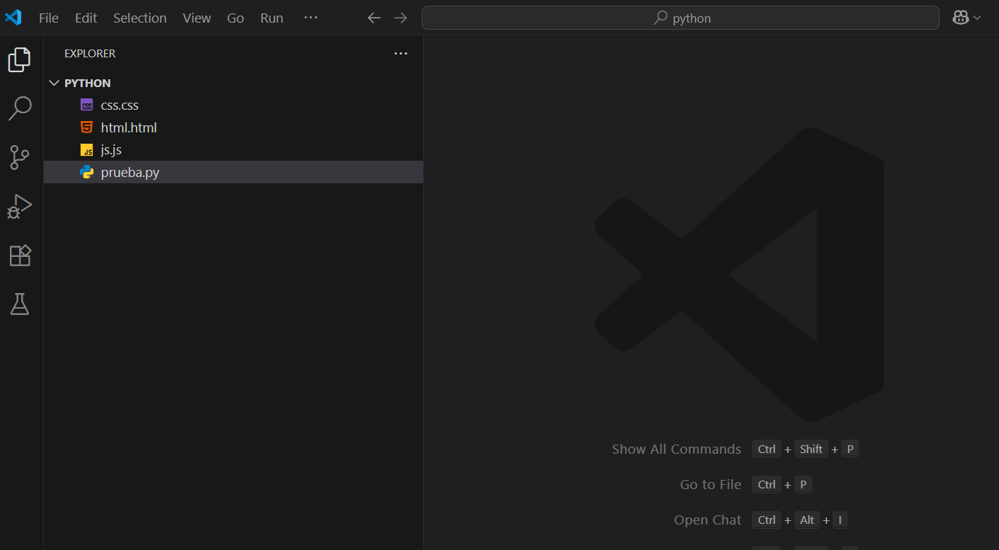 File Edit Selection View Go Run ... python
EXPLORER ...
PYTHON
css.css
html.html
js.js
prueba.py
Show All Commands Ctrl + Shift + P
Go to File Ctrl + P
Open Chat Ctrl + Alt + I